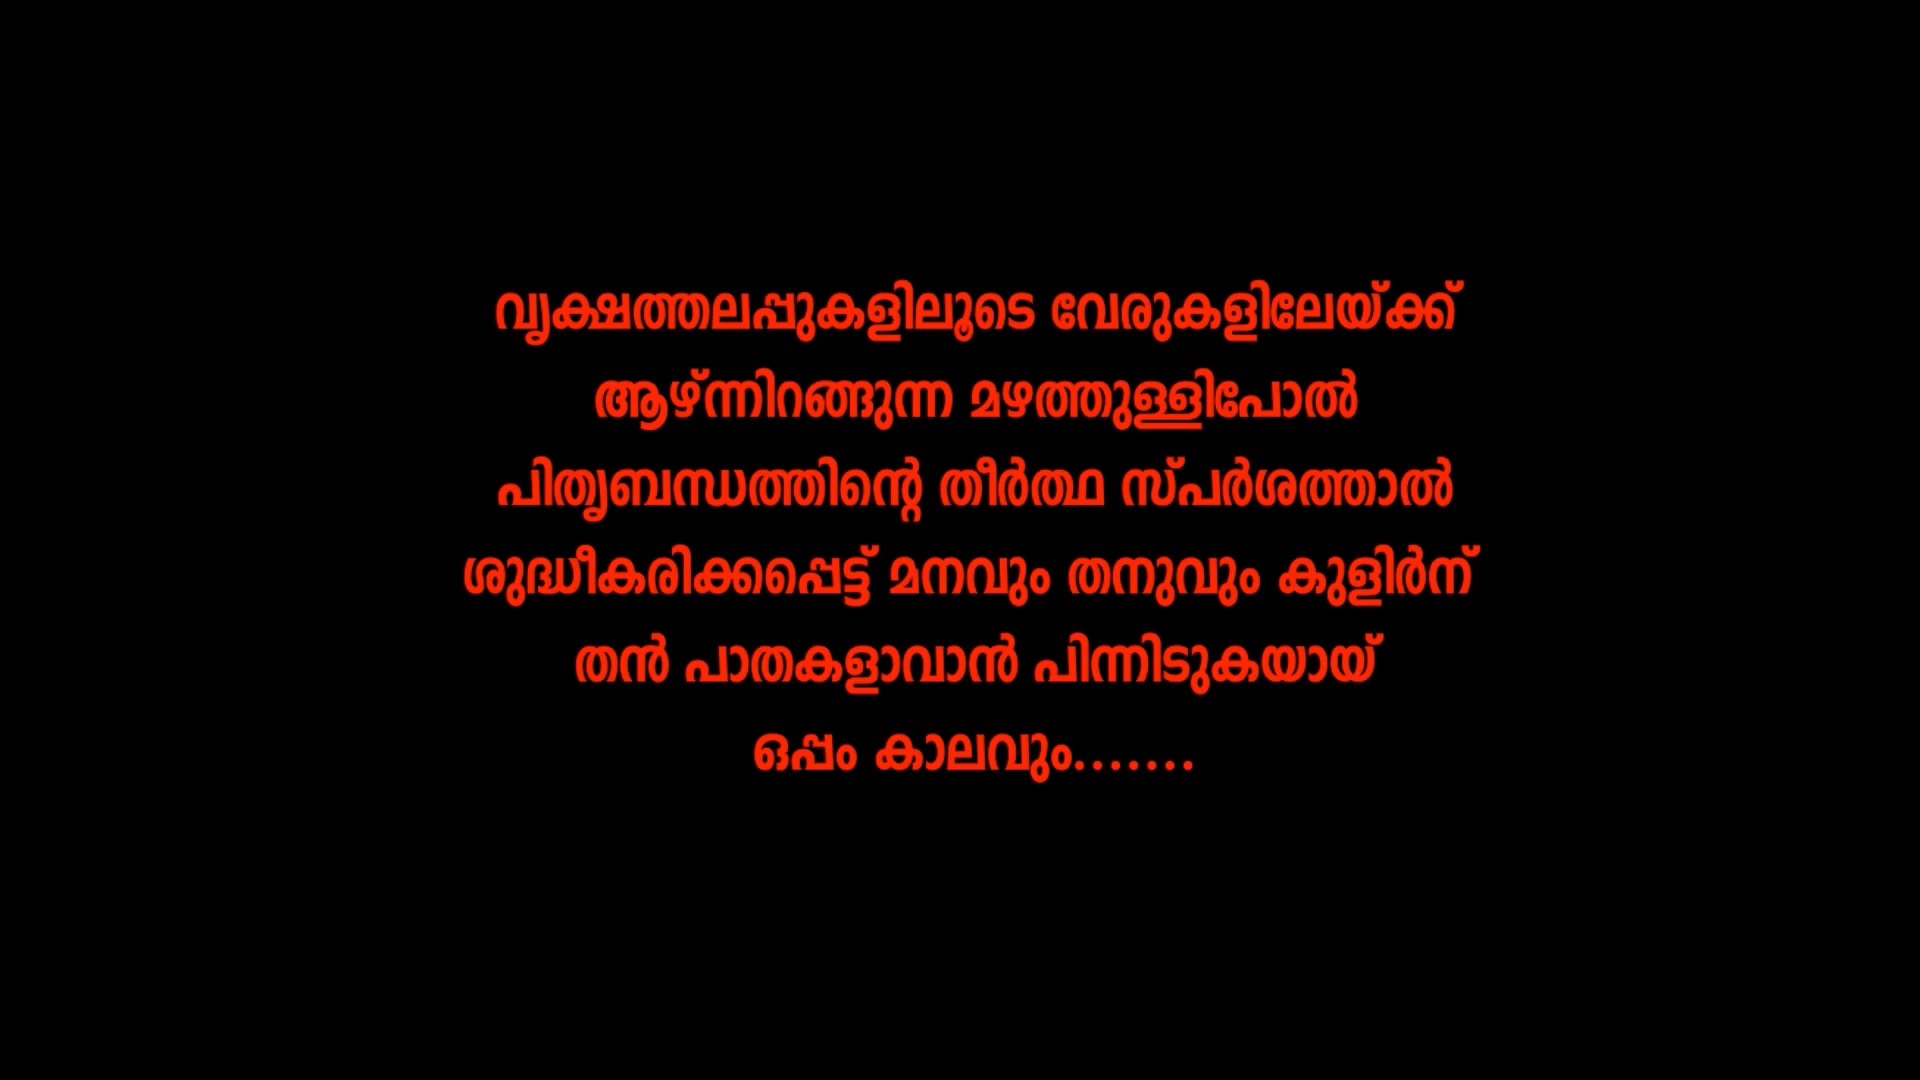 വൃക്ഷത്തലപ്പുകളിലൂടെ വേരുകളിലേയ്ക്ക്
ആഴ്ന്നിറങ്ങുന്ന മഴത്തുള്ളിപോൽ
പിതൃബന്ധത്തിന്റെ തീർത്ഥ സ്പർശത്താൽ
ശുദ്ധീകരിക്കപ്പെട്ട് മനവും തനുവും കുളിർന്
തൻ പാതകളാവാൻ പിന്നിടുകയായ്
ഒപ്പം കാലവും.......